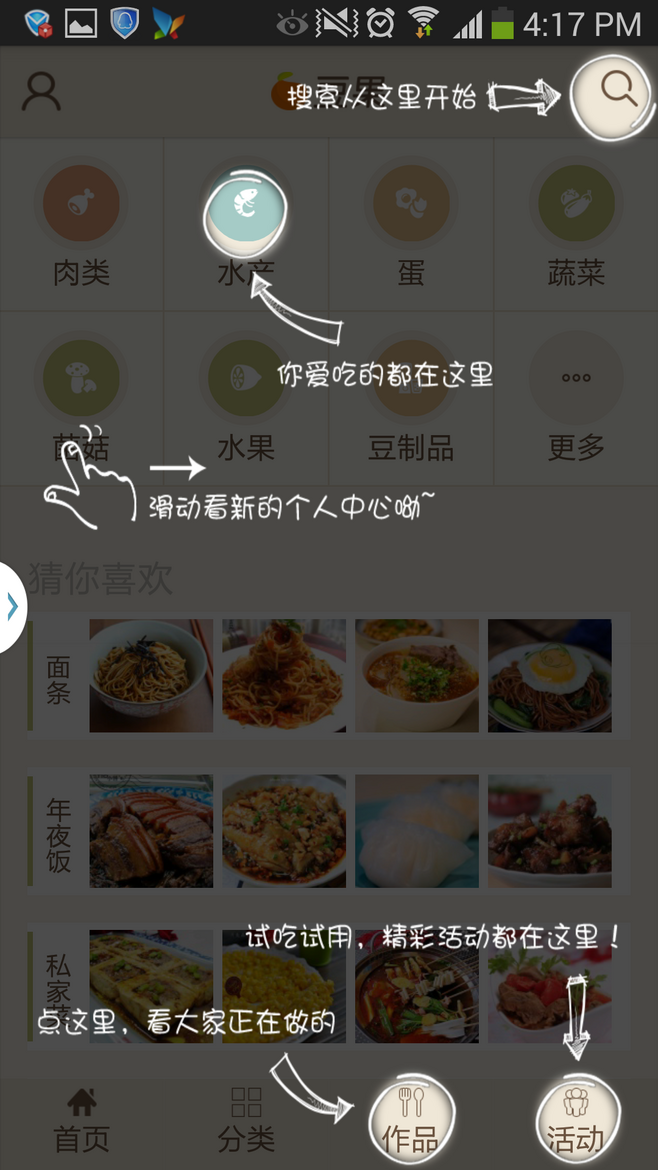 4:17 PM
豆果
搜索从这里开始
肉类
水产
蛋
蔬菜
你爱吃的都在这里
菌菇
水果
豆制品
更多
滑动看新的个人中心呦~
猜你喜欢
面条
年夜饭
试吃试用，精彩活动都在这里！
私家菜
点这里，看大家正在做的
首页
分类
作品
活动